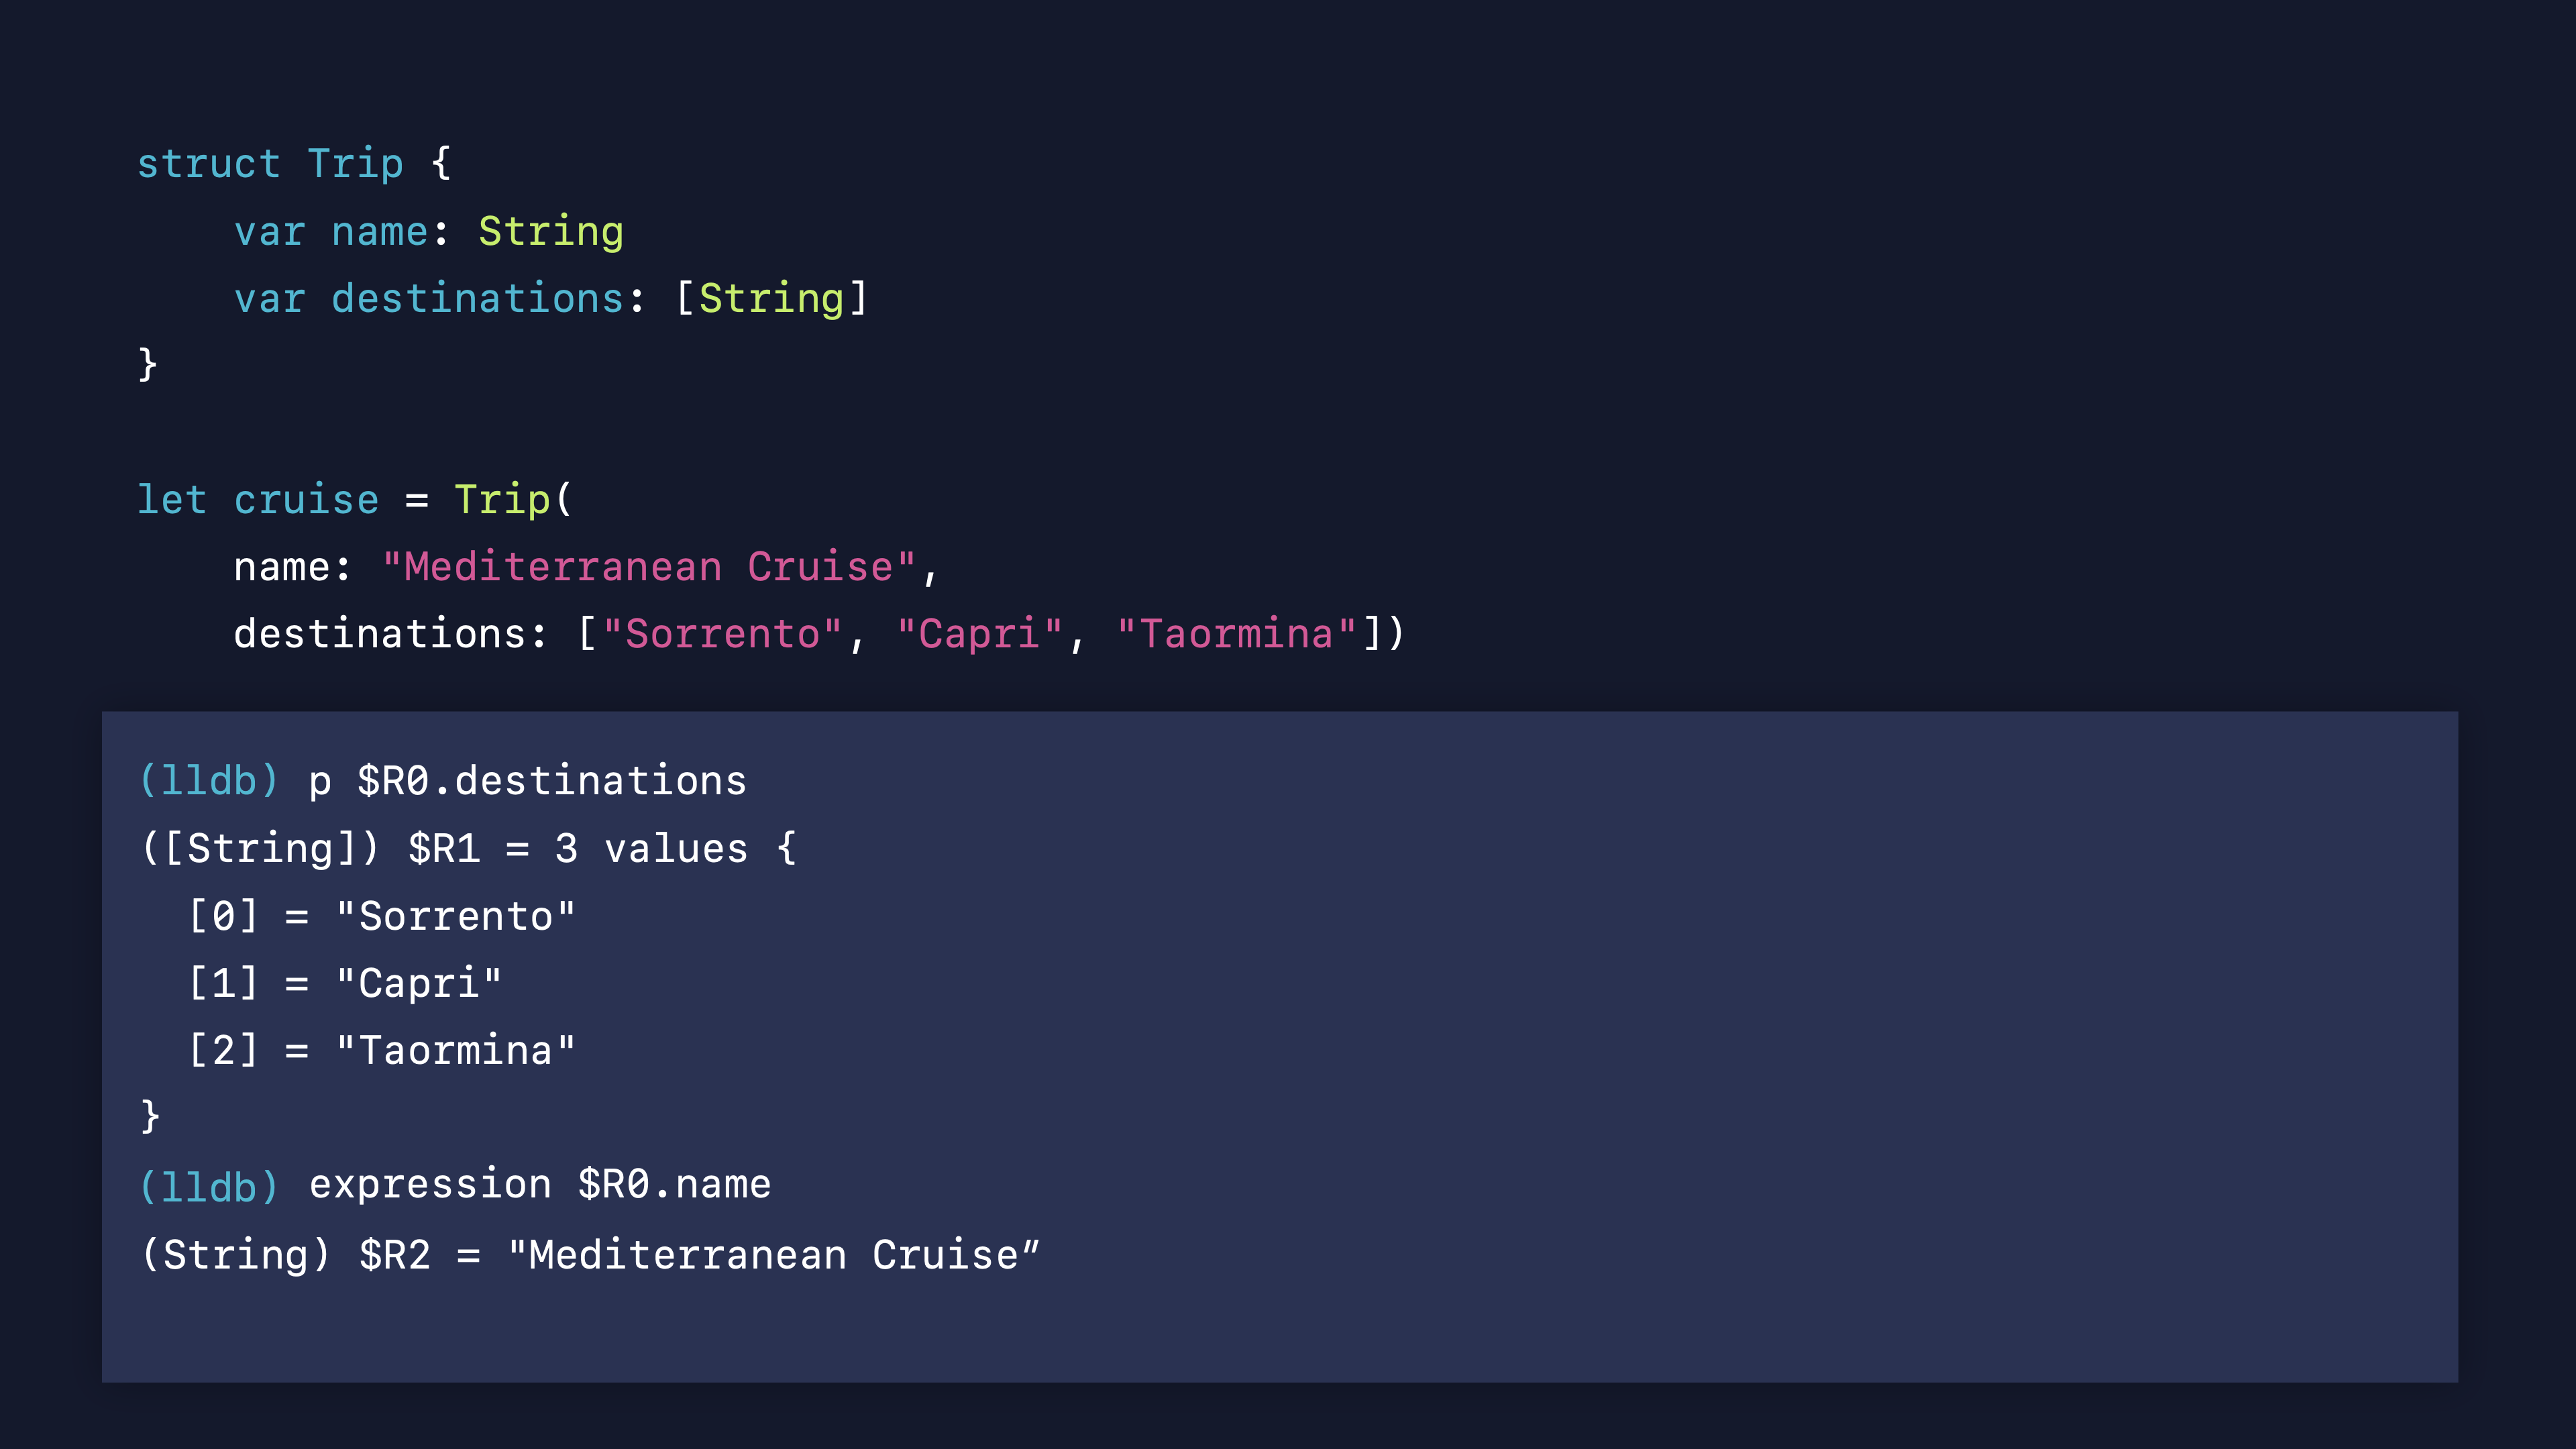 struct Trip {
    var name: String
    var destinations: [String]
}
let cruise = Trip(
    name: "Mediterranean Cruise",
    destinations: ["Sorrento", "Capri", "Taormina"])
(lldb) p $R0.destinations
([String]) $R1 = 3 values {
  [0] = "Sorrento"
  [1] = "Capri"
  [2] = "Taormina"
}
(lldb) expression $R0.name
(String) $R2 = "Mediterranean Cruise”